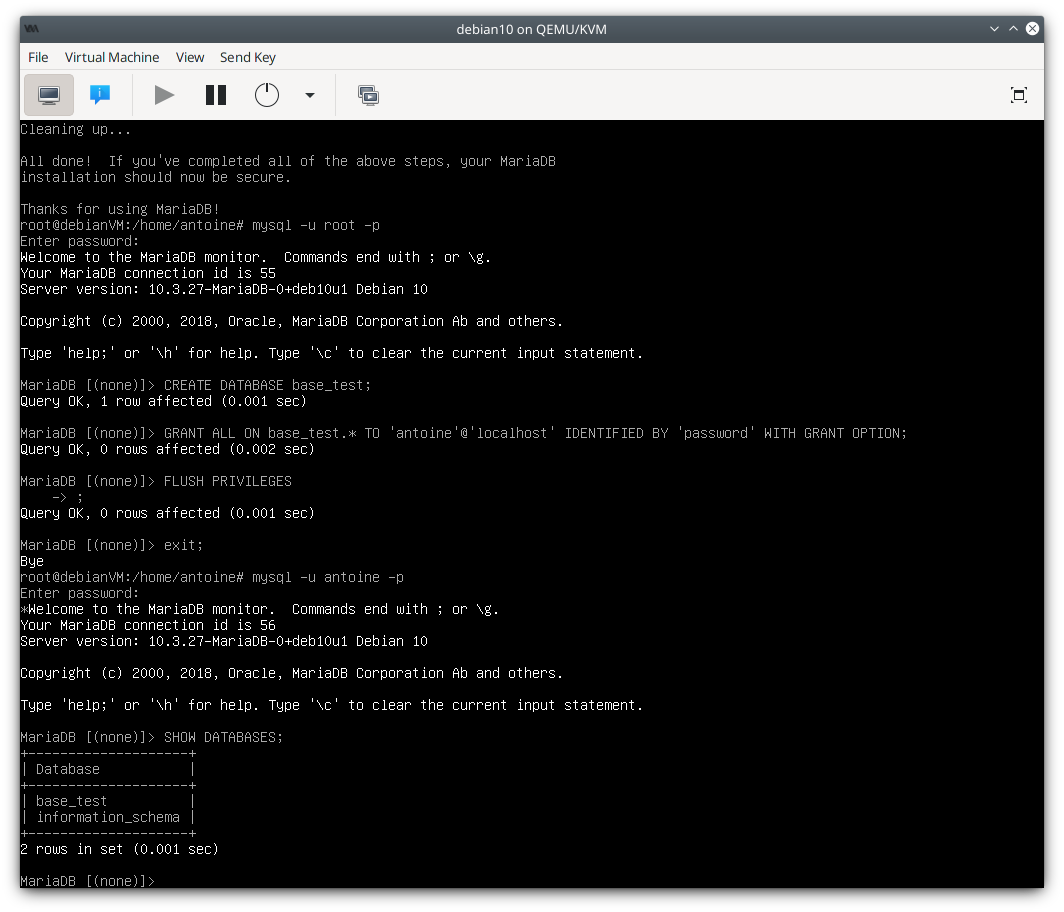 debian10 on QEMU/KVM
File Virtual Machine View Send Key
Cleaning up...
All done!  If you've completed all of the above steps, your MariaDB
installation should now be secure.
Thanks for using MariaDB!
root@debianVM:/home/antoine# mysql -u root -p
Enter password:
Welcome to the MariaDB monitor.  Commands end with ; or \g.
Your MariaDB connection id is 55
Server version: 10.3.27-MariaDB-0+deb10u1 Debian 10
Copyright (c) 2000, 2018, Oracle, MariaDB Corporation Ab and others.
Type 'help;' or '\h' for help. Type '\c' to clear the current input statement.
MariaDB [(none)]> CREATE DATABASE base_test;
Query OK, 1 row affected (0.001 sec)
MariaDB [(none)]> GRANT ALL ON base_test.* TO 'antoine'@'localhost' IDENTIFIED BY 'password' WITH GRANT OPTION;
Query OK, 0 rows affected (0.002 sec)
MariaDB [(none)]> FLUSH PRIVILEGES
    -> ;
Query OK, 0 rows affected (0.001 sec)
MariaDB [(none)]> exit;
Bye
root@debianVM:/home/antoine# mysql -u antoine -p
Enter password:
*Welcome to the MariaDB monitor.  Commands end with ; or \g.
Your MariaDB connection id is 56
Server version: 10.3.27-MariaDB-0+deb10u1 Debian 10
Copyright (c) 2000, 2018, Oracle, MariaDB Corporation Ab and others.
Type 'help;' or '\h' for help. Type '\c' to clear the current input statement.
MariaDB [(none)]> SHOW DATABASES;
+--------------------+
| Database           |
+--------------------+
| base_test          |
| information_schema |
+--------------------+
2 rows in set (0.001 sec)
MariaDB [(none)]>